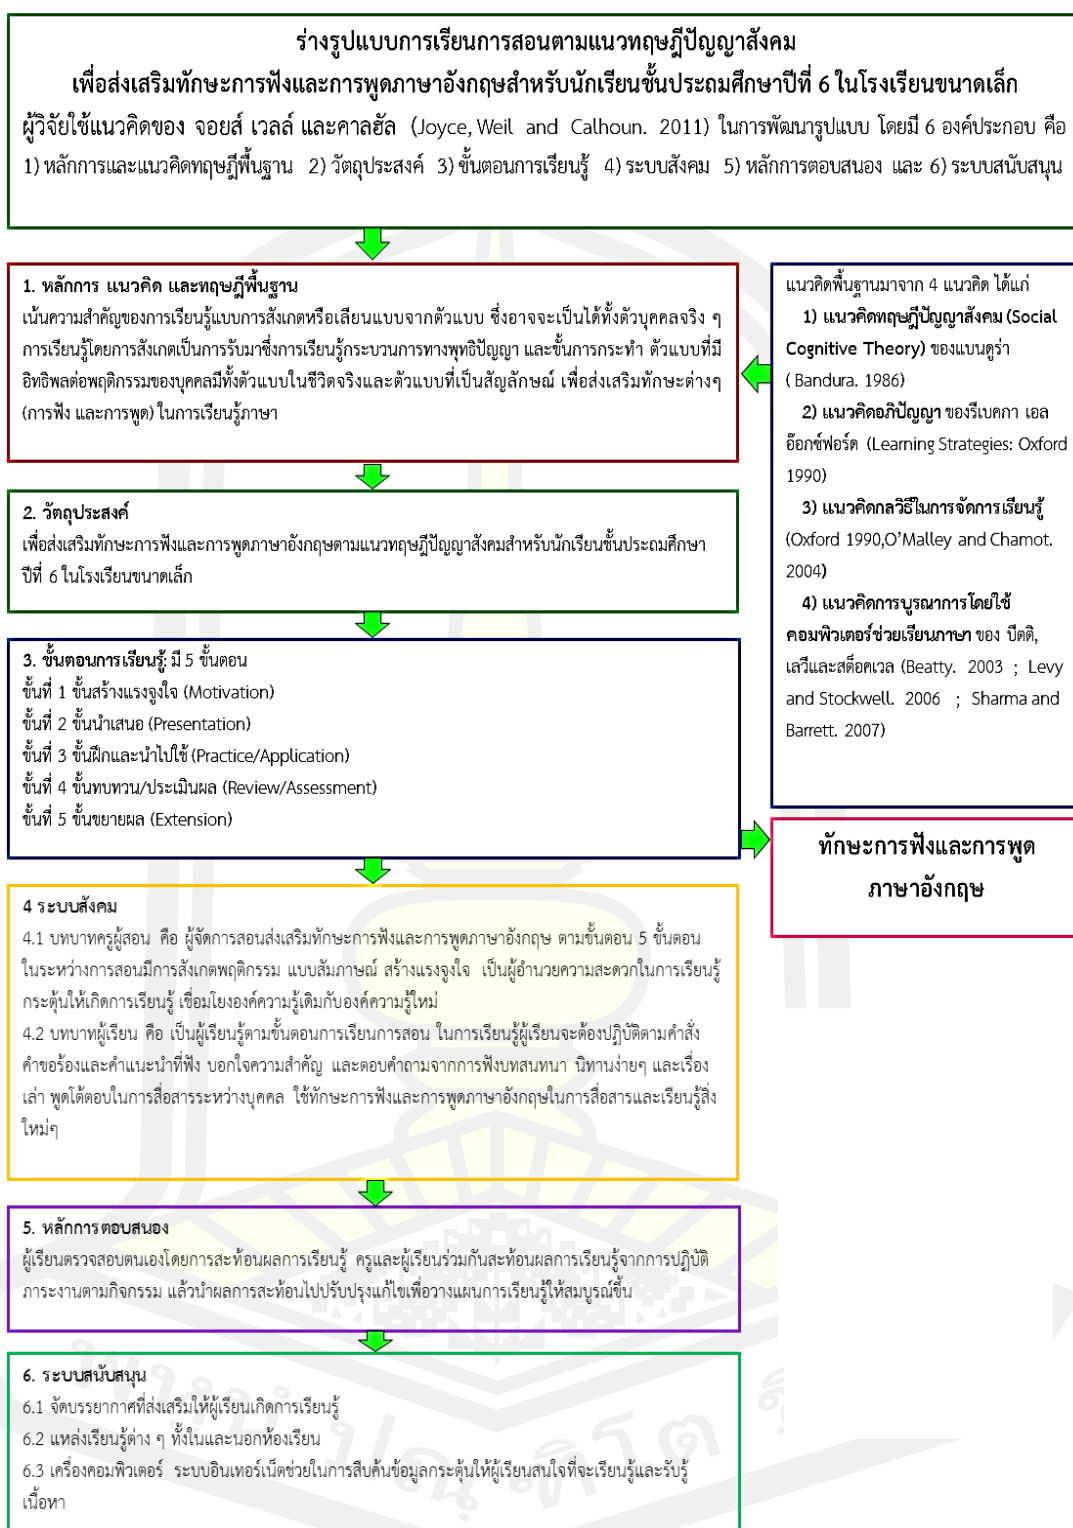 ร่างรูปแบบการเรียนการสอนตามแนวทฤษฎีปัญญาสังคม
เพื่อส่งเสริมทักษะการฟังและการพูดภาษาอังกฤษสำหรับนักเรียนชั้นประถมศึกษาปีที่ 6 ในโรงเรียนขนาดเล็ก
ผู้วิจัยใช้แนวคิดของ จอยส์ เวลล์ และคาลฮัล (Joyce, Weil and Calhoun. 2011) ในการพัฒนารูปแบบ โดยมี 6 องค์ประกอบ คือ
1) หลักการและแนวคิดทฤษฎีพื้นฐาน 2) วัตถุประสงค์ 3) ขั้นตอนการเรียนรู้ 4) ระบบสังคม 5) หลักการตอบสนอง และ 6) ระบบสนับสนุน
1. หลักการ แนวคิด และทฤษฎีพื้นฐาน
เน้นความสำคัญของการเรียนรู้แบบการสังเกตหรือเลียนแบบจากตัวแบบ ซึ่งอาจจะเป็นได้ทั้งตัวบุคคลจริง ๆ
การเรียนรู้โดยการสังเกตเป็นการรับมาซึ่งการเรียนรู้กระบวนการทางพุทธิปัญญา และขั้นการกระทำ ตัวแบบที่มี
อิทธิพลต่อพฤติกรรมของบุคคลมีทั้งตัวแบบในชีวิตจริงและตัวแบบที่เป็นสัญลักษณ์ เพื่อส่งเสริมทักษะต่างๆ
(การฟัง และการพูด) ในการเรียนรู้ภาษา
แนวคิดพื้นฐานมาจาก 4 แนวคิด ได้แก่
1) แนวคิดทฤษฎีปัญญาสังคม (Social
Cognitive Theory) ของแบนดูร่า
( Bandura. 1986)
2) แนวคิดอภิปัญญา ของรีเบคกา เอล
อ๊อกซ์ฟอร์ด (Learning Strategies: Oxford
1990)
3) แนวคิดกลวิธีในการจัดการเรียนรู้
(Oxford 1990,O’Malley and Chamot.
2004)
4) แนวคิดการบูรณาการโดยใช้
คอมพิวเตอร์ช่วยเรียนภาษา ของ บีตติ,
เลวีและสต็อคเวล (Beatty. 2003 ; Levy
and Stockwell. 2006 ; Sharma and
Barrett. 2007)
2. วัตถุประสงค์
เพื่อส่งเสริมทักษะการฟังและการพูดภาษาอังกฤษตามแนวทฤษฎีปัญญาสังคมสำหรับนักเรียนชั้นประถมศึกษา
ปีที่ 6 ในโรงเรียนขนาดเล็ก
3. ขั้นตอนการเรียนรู้: มี 5 ขั้นตอน
ขั้นที่ 1 ขั้นสร้างแรงจูงใจ (Motivation)
ขั้นที่ 2 ขั้นนำเสนอ (Presentation)
ขั้นที่ 3 ขั้นฝึกและนำไปใช้ (Practice/Application)
ขั้นที่ 4 ขั้นทบทวน/ประเมินผล (Review/Assessment)
ขั้นที่ 5 ขั้นขยายผล (Extension)
ทักษะการฟังและการพูด
ภาษาอังกฤษ
4 ระบบสังคม
4.1 บทบาทครูผู้สอน คือ ผู้จัดการสอนส่งเสริมทักษะการฟังและการพูดภาษาอังกฤษ ตามขั้นตอน 5 ขั้นตอน
ในระหว่างการสอนมีการสังเกตพฤติกรรม แบบสัมภาษณ์ สร้างแรงจูงใจ เป็นผู้อำนวยความสะดวกในการเรียนรู้
กระตุ้นให้เกิดการเรียนรู้ เชื่อมโยงองค์ความรู้เดิมกับองค์ความรู้ใหม่
4.2 บทบาทผู้เรียน คือ เป็นผู้เรียนรู้ตามขั้นตอนการเรียนการสอน ในการเรียนรู้ผู้เรียนจะต้องปฏิบัติตามคำสั่ง
คำขอร้องและคำแนะนำที่ฟัง บอกใจความสำคัญ และตอบคำถามจากการฟังบทสนทนา นิทานง่ายๆ และเรื่อง
เล่า พูดโต้ตอบในการสื่อสารระหว่างบุคคล ใช้ทักษะการฟังและการพูดภาษาอังกฤษในการสื่อสารและเรียนรู้สิ่ง
ใหม่ๆ
5. หลักการตอบสนอง
ผู้เรียนตรวจสอบตนเองโดยการสะท้อนผลการเรียนรู้ ครูและผู้เรียนร่วมกันสะท้อนผลการเรียนรู้จากการปฏิบัติ
ภาระงานตามกิจกรรม แล้วนำผลการสะท้อนไปปรับปรุงแก้ไขเพื่อวางแผนการเรียนรู้ให้สมบูรณ์ขึ้น
6. ระบบสนับสนุน
6.1 จัดบรรยากาศที่ส่งเสริมให้ผู้เรียนเกิดการเรียนรู้
6.2 แหล่งเรียนรู้ต่าง ๆ ทั้งในและนอกห้องเรียน
6.3 เครื่องคอมพิวเตอร์ ระบบอินเทอร์เน็ตช่วยในการสืบค้นข้อมูลกระตุ้นให้ผู้เรียนสนใจที่จะเรียนรู้และรับรู้
เนื้อหา